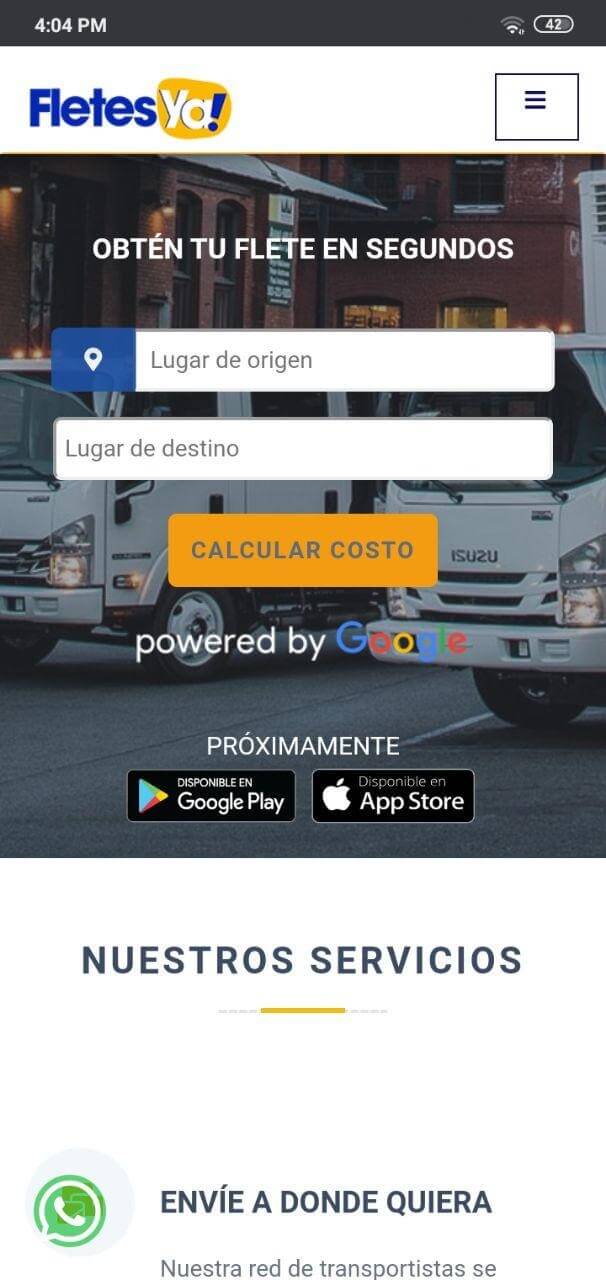 4:04 PM
42
FletesYa!
OBTÉN TU FLETE EN SEGUNDOS
Lugar de origen
Lugar de destino
CALCULAR COSTO
ISUZU
powered by Google
PRÓXIMAMENTE
DISPONIBLE EN
Google Play
Disponible en
App Store
NUESTROS SERVICIOS
ENVÍE A DONDE QUIERA
Nuestra red de transportistas se